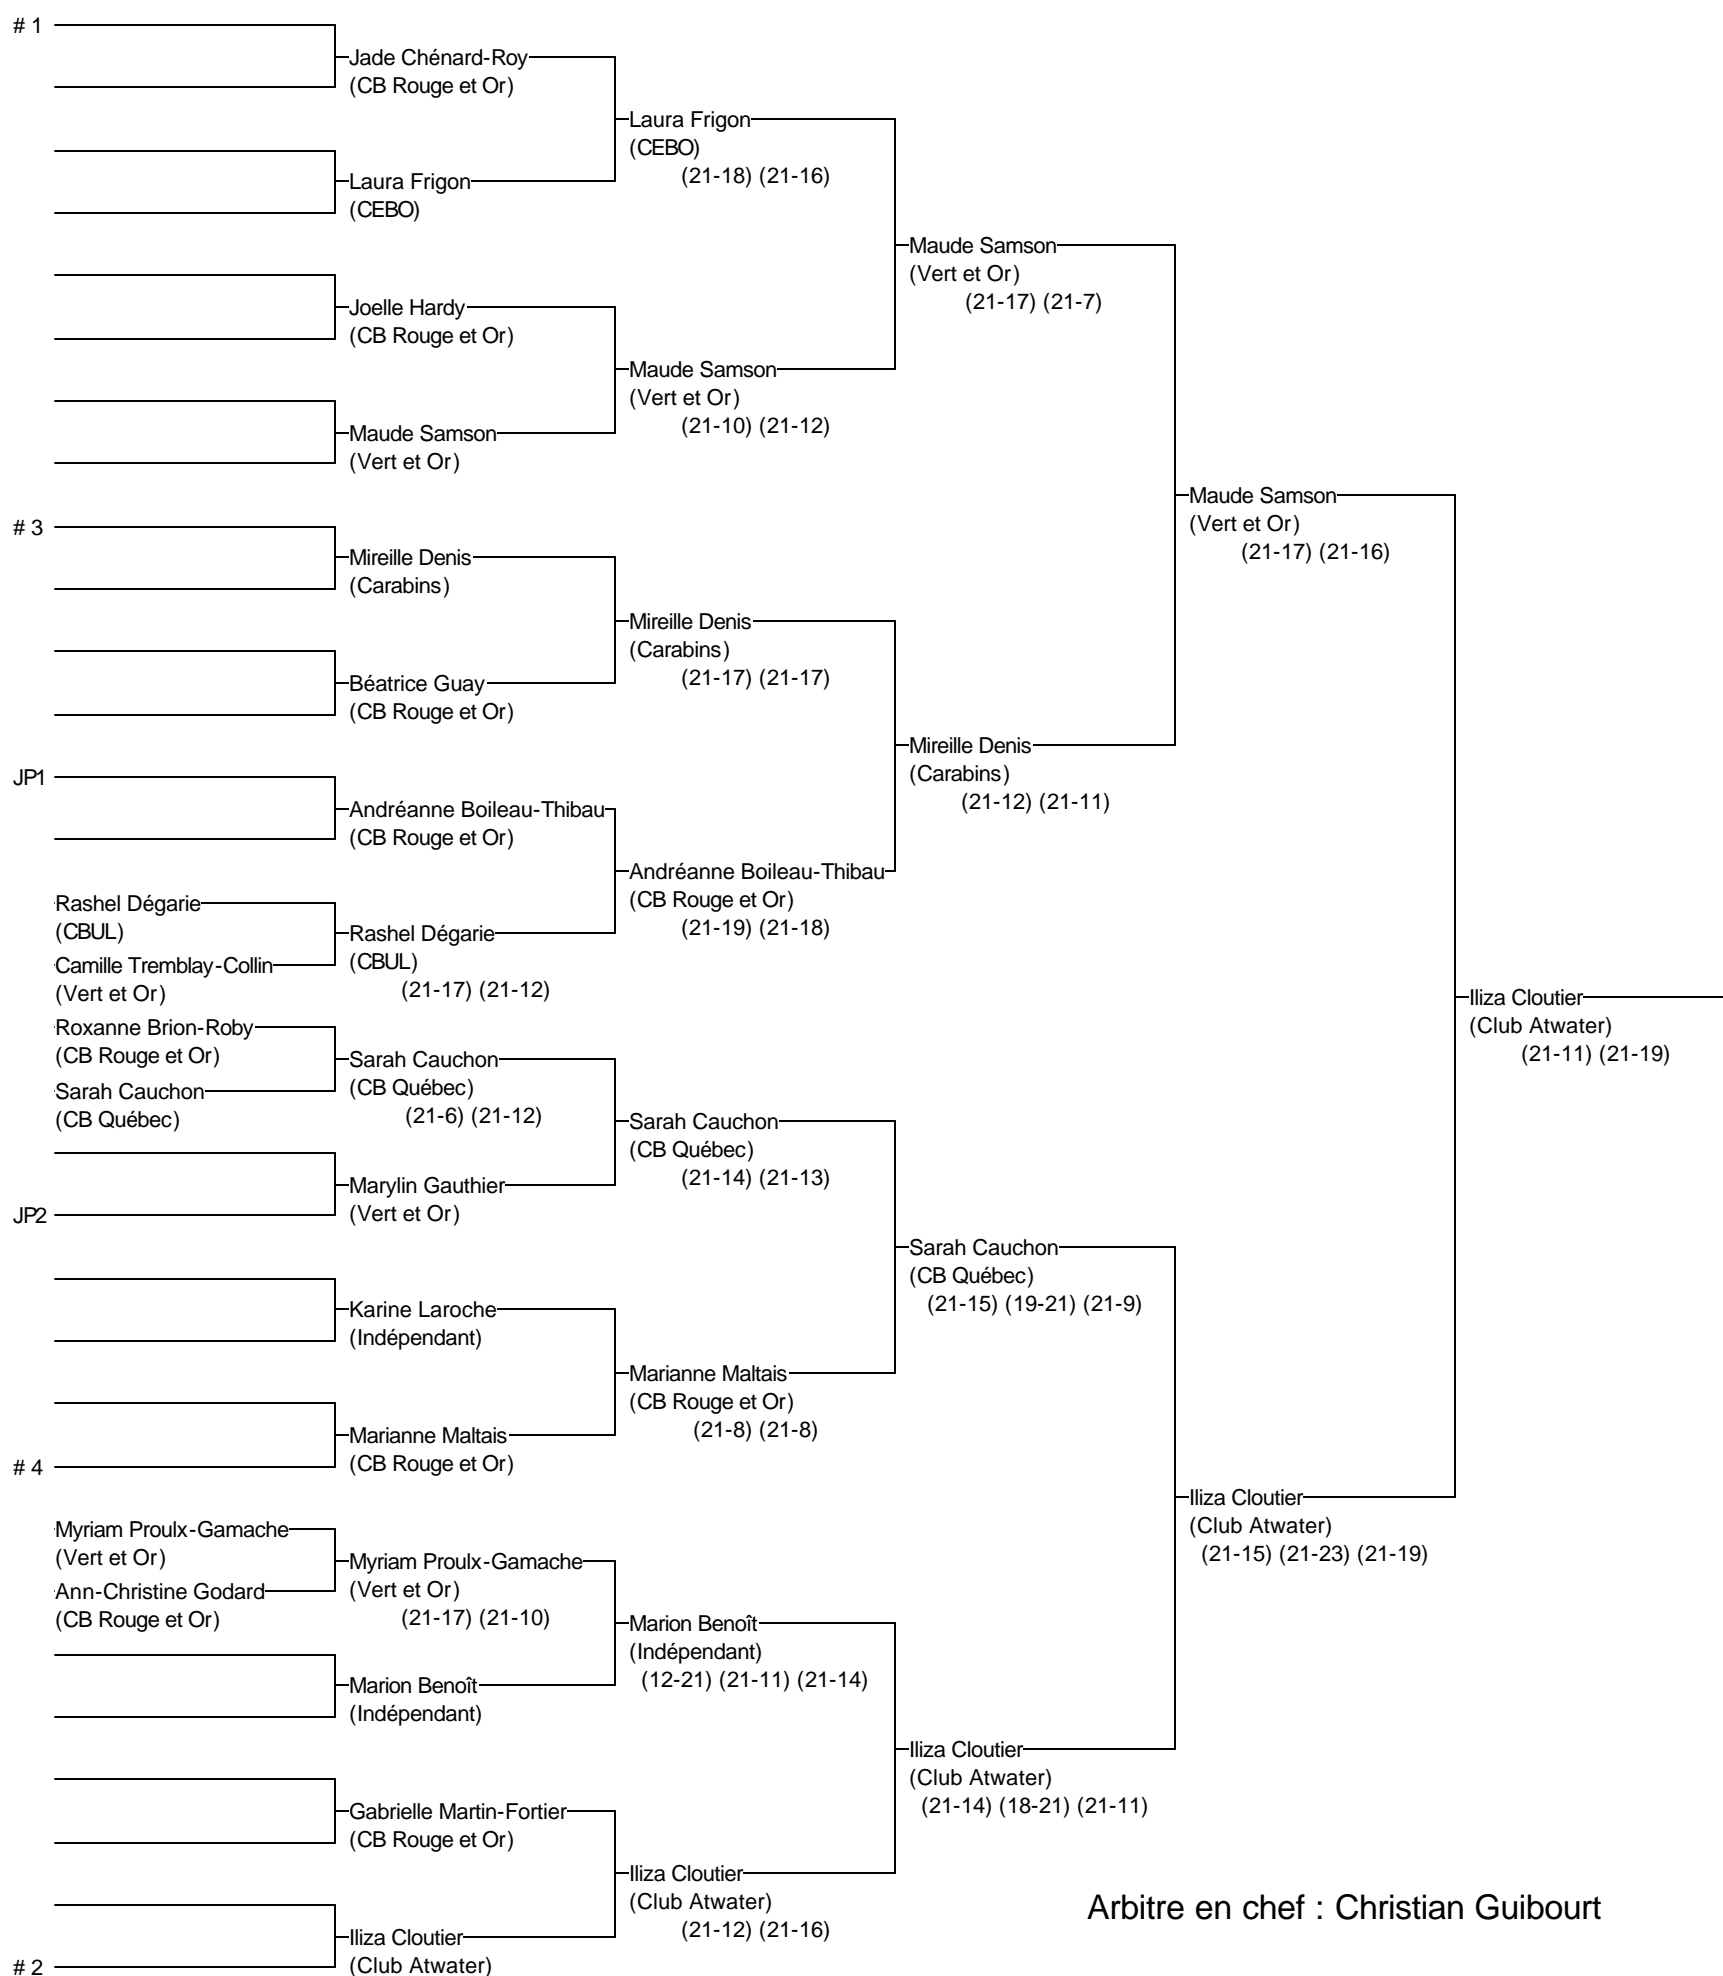 # 1
Jade Chénard-Roy
(CB Rouge et Or)
Laura Frigon
(CEBO)
(21-18) (21-16)
Laura Frigon
(CEBO)
Maude Samson
(Vert et Or)
(21-17) (21-7)
Joelle Hardy
(CB Rouge et Or)
Maude Samson
(Vert et Or)
(21-10) (21-12)
Maude Samson
(Vert et Or)
Maude Samson
(Vert et Or)
(21-17) (21-16)
# 3
Mireille Denis
(Carabins)
Mireille Denis
(Carabins)
(21-17) (21-17)
Béatrice Guay
(CB Rouge et Or)
Mireille Denis
(Carabins)
(21-12) (21-11)
JP1
Andréanne Boileau-Thibau
(CB Rouge et Or)
Andréanne Boileau-Thibau
(CB Rouge et Or)
(21-19) (21-18)
Rashel Dégarie
(CBUL)
Rashel Dégarie
(CBUL)
(21-17) (21-12)
Camille Tremblay-Collin
(Vert et Or)
Iliza Cloutier
(Club Atwater)
(21-11) (21-19)
Roxanne Brion-Roby
(CB Rouge et Or)
Sarah Cauchon
(CB Québec)
(21-6) (21-12)
Sarah Cauchon
(CB Québec)
Sarah Cauchon
(CB Québec)
(21-14) (21-13)
Marylin Gauthier
(Vert et Or)
JP2
Sarah Cauchon
(CB Québec)
(21-15) (19-21) (21-9)
Karine Laroche
(Indépendant)
Marianne Maltais
(CB Rouge et Or)
(21-8) (21-8)
Marianne Maltais
(CB Rouge et Or)
# 4
Iliza Cloutier
(Club Atwater)
(21-15) (21-23) (21-19)
Myriam Proulx-Gamache
(Vert et Or)
Myriam Proulx-Gamache
(Vert et Or)
(21-17) (21-10)
Ann-Christine Godard
(CB Rouge et Or)
Marion Benoît
(Indépendant)
(12-21) (21-11) (21-14)
Marion Benoît
(Indépendant)
Iliza Cloutier
(Club Atwater)
(21-14) (18-21) (21-11)
Gabrielle Martin-Fortier
(CB Rouge et Or)
Iliza Cloutier
(Club Atwater)
(21-12) (21-16)
Iliza Cloutier
(Club Atwater)
# 2
Arbitre en chef : Christian Guibourt